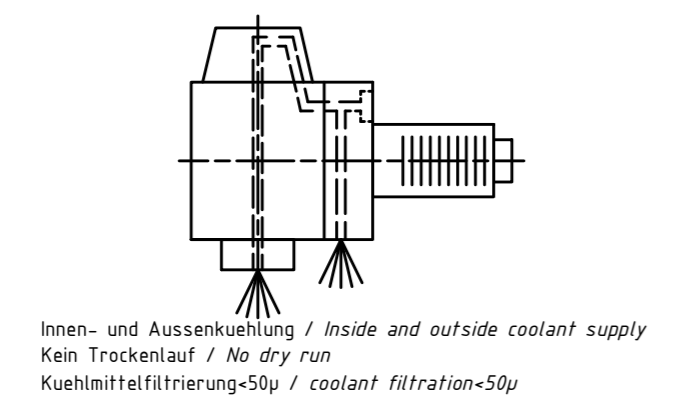 Innen- und Aussenkuehlung / Inside and outside coolant supply
Kein Trockenlauf / No dry run
Kuehlmittelfiltrierung<50µ / coolant filtration<50µ